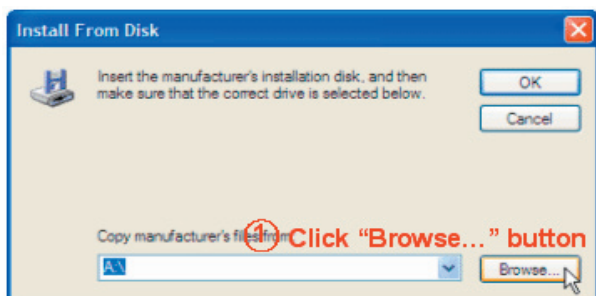 Install From Disk
Insert the manufacturer's installation disk, and then
make sure that the correct drive is selected below.
OK
Cancel
Copy manufacturer's files from
① Click “Browse...” button
A:\
Browse...